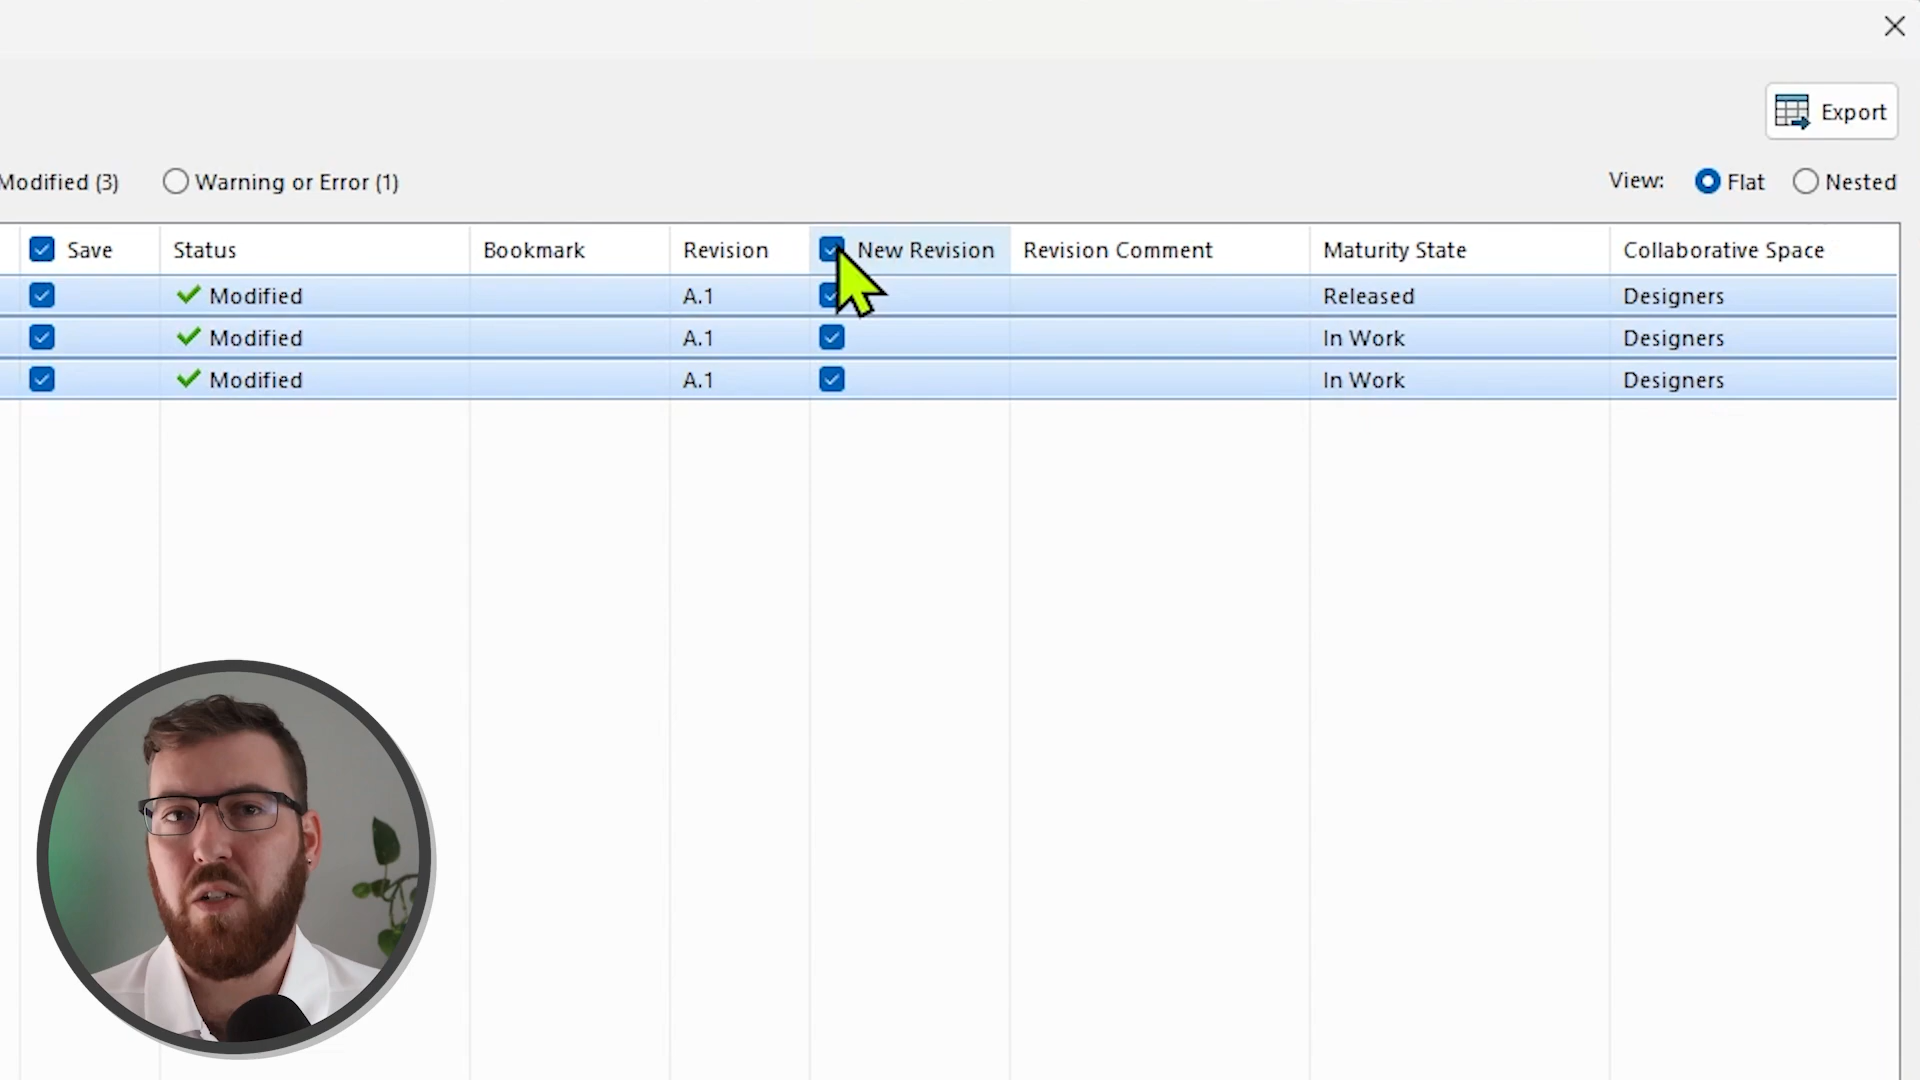 Export
Modified (3) Warning or Error (1) View: Flat Nested
Save Status Bookmark Revision New Revision Revision Comment Maturity State Collaborative Space
Modified A.1 Released Designers
Modified A.1 In Work Designers
Modified A.1 In Work Designers